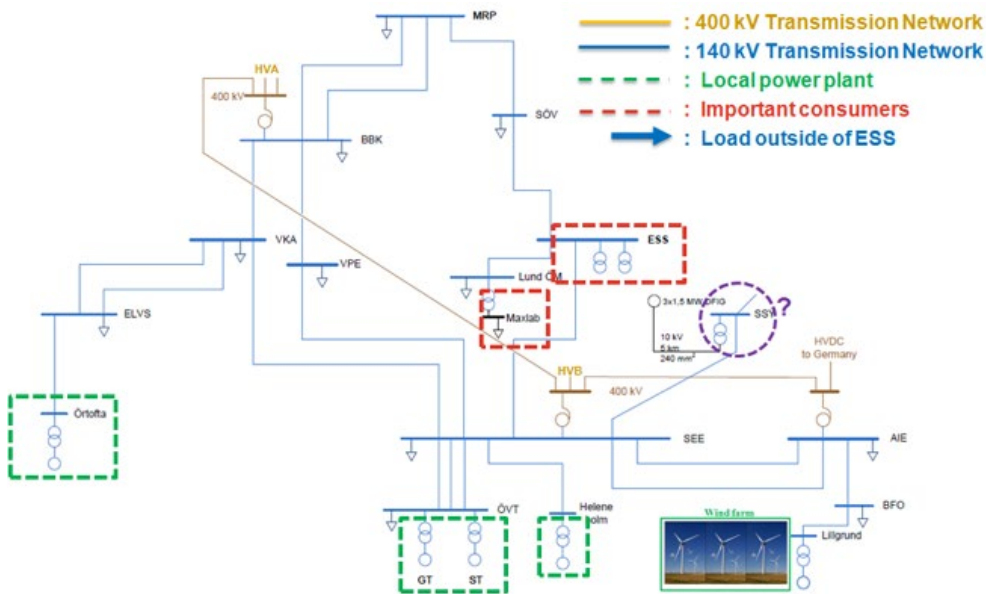 MRP
: 400 kV Transmission Network
: 140 kV Transmission Network
: Local power plant
: Important consumers
: Load outside of ESS
HVA
400 kV
BBK
SÖV
VKA
VPE
ESS
Lund ÖM
Maxlab
ELVS
3x1,5 MW DFIG
10 kV
5 km
240 mm²
SSY
?
HVDC
to Germany
HVB
400 kV
Örtofta
SEE
AIE
ÖVT
GT
ST
Helene
holm
BFO
Wind farm
Lillgrund